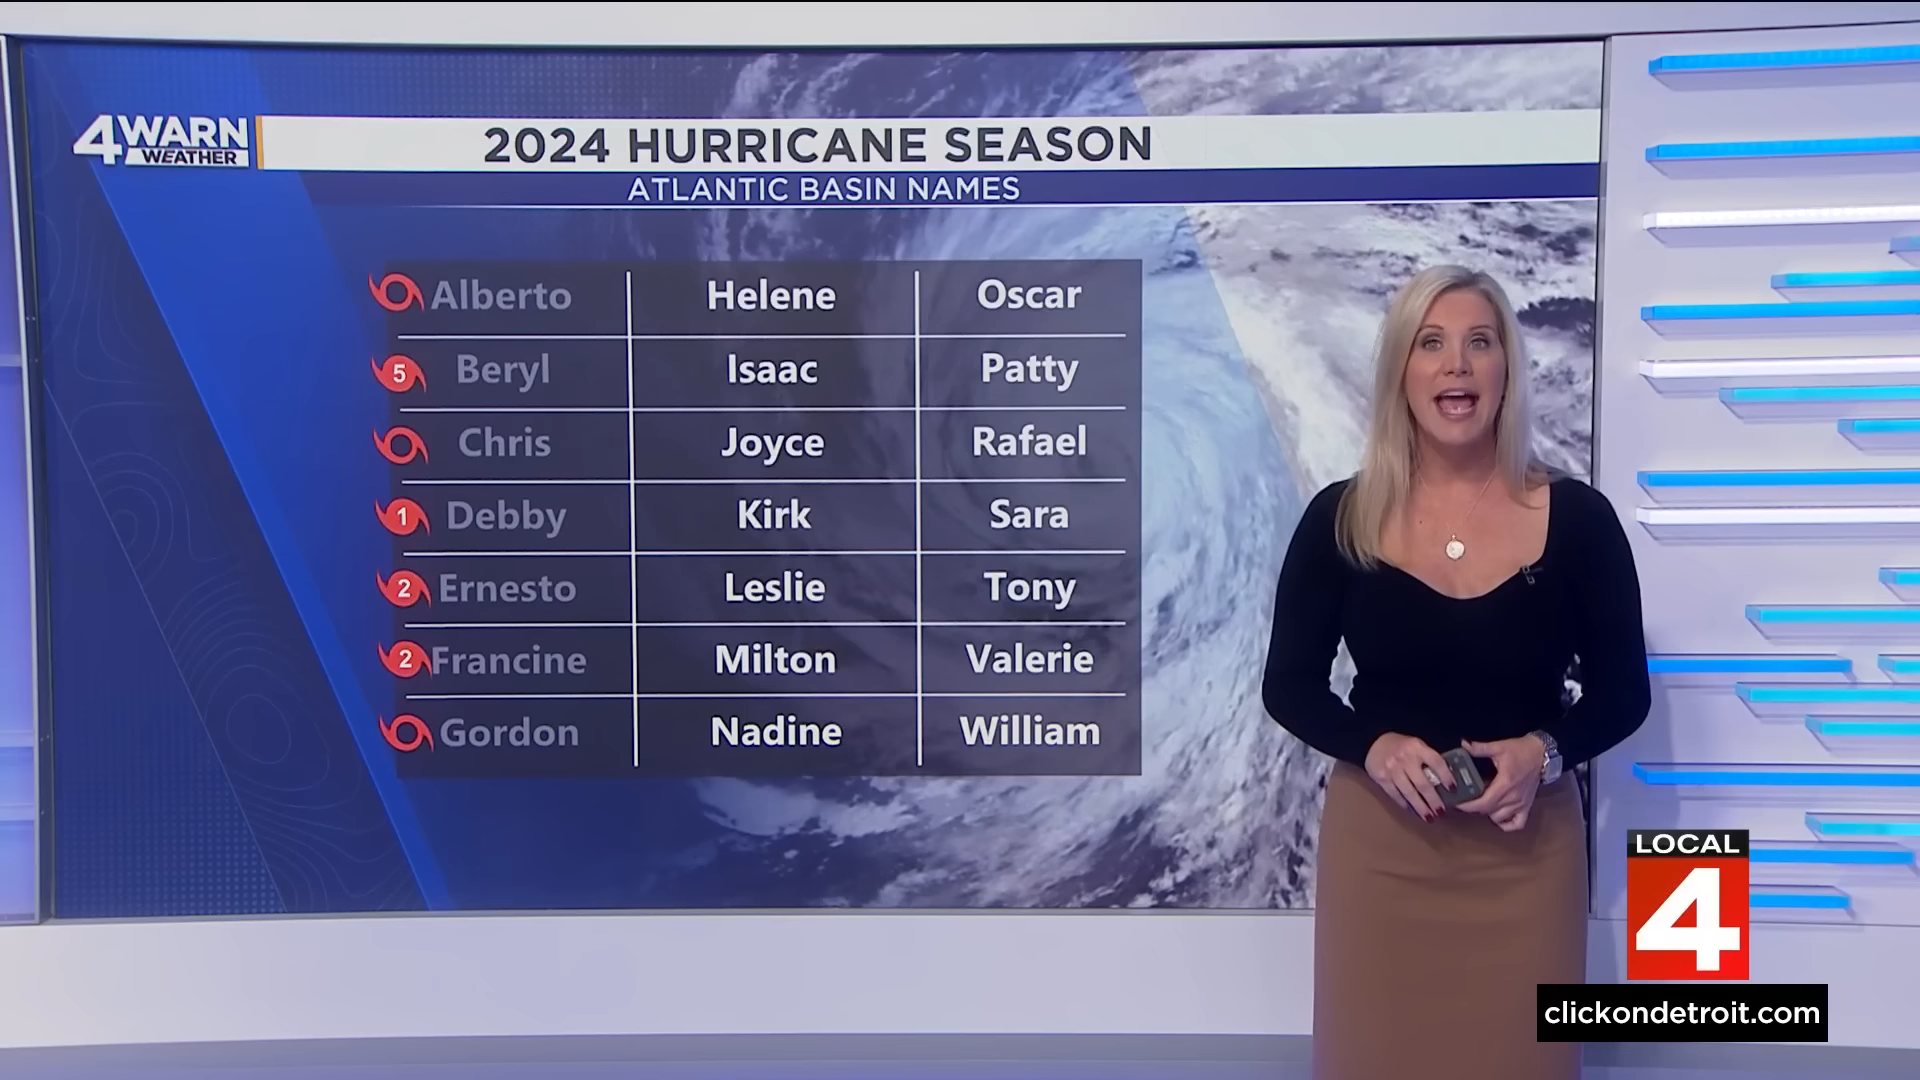 4WARN
WEATHER
2024 HURRICANE SEASON
ATLANTIC BASIN NAMES
Alberto Helene Oscar
5 Beryl Isaac Patty
Chris Joyce Rafael
1 Debby Kirk Sara
2 Ernesto Leslie Tony
2 Francine Milton Valerie
Gordon Nadine William
LOCAL
4
clickondetroit.com